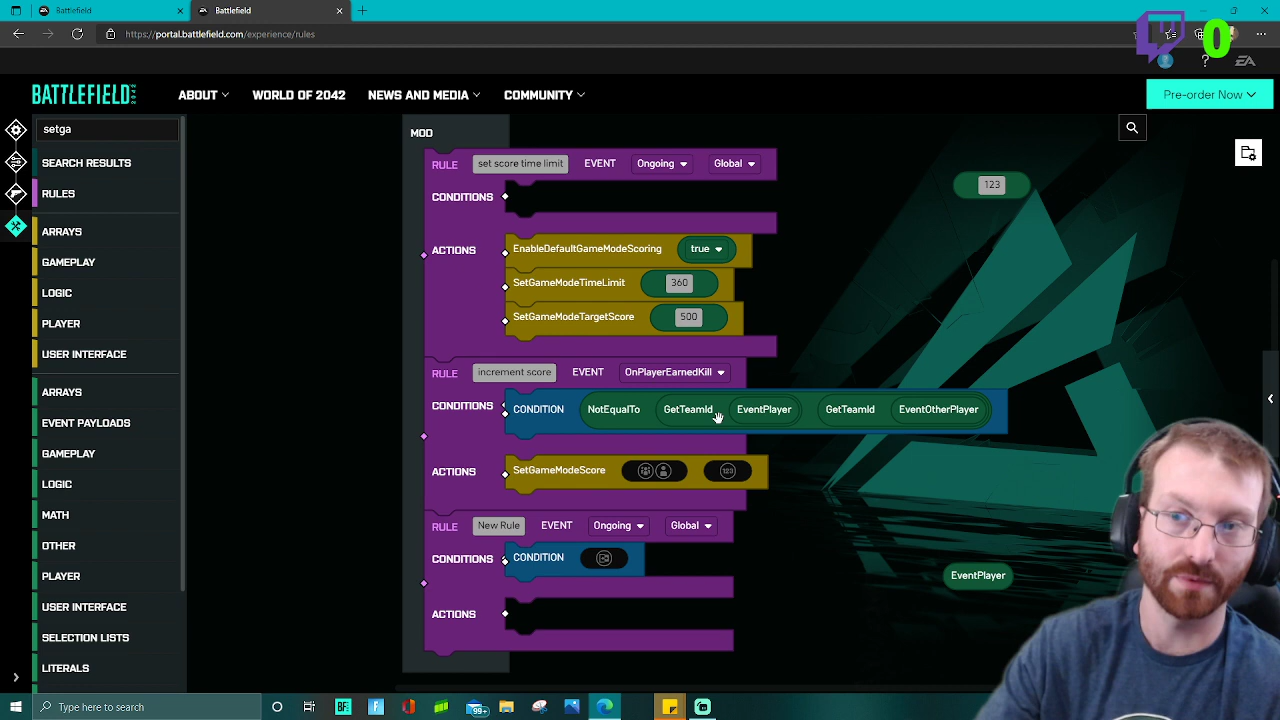 Battlefield
Battlefield
https://portal.battlefield.com/experience/rules
0
BATTLEFIELD 2042
ABOUT
WORLD OF 2042
NEWS AND MEDIA
COMMUNITY
Pre-order Now
setga
SEARCH RESULTS
RULES
ARRAYS
GAMEPLAY
LOGIC
PLAYER
USER INTERFACE
ARRAYS
EVENT PAYLOADS
GAMEPLAY
LOGIC
MATH
OTHER
PLAYER
USER INTERFACE
SELECTION LISTS
LITERALS
MOD
RULE set score time limit EVENT Ongoing Global
CONDITIONS
ACTIONS EnableDefaultGameModeScoring true
SetGameModeTimeLimit 360
SetGameModeTargetScore 500
RULE increment score EVENT OnPlayerEarnedKill
CONDITIONS CONDITION NotEqualTo GetTeamId EventPlayer GetTeamId EventOtherPlayer
ACTIONS SetGameModeScore 123
RULE New Rule EVENT Ongoing Global
CONDITIONS CONDITION
ACTIONS
123
EventPlayer
Type here to search
BF
99+